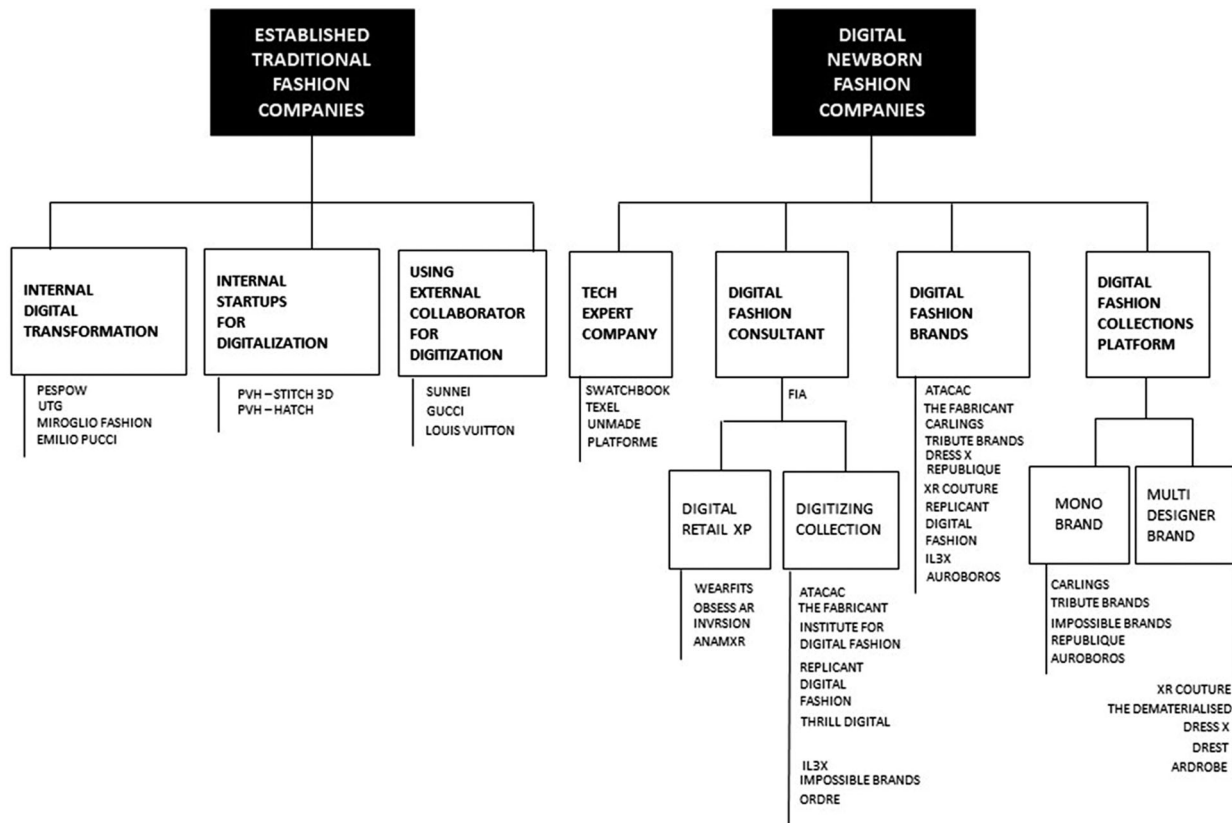 ESTABLISHED
TRADITIONAL
FASHION
COMPANIES
DIGITAL
NEWBORN
FASHION
COMPANIES
INTERNAL
DIGITAL
TRANSFORMATION
PESPOW
UTG
MIROGLIO FASHION
EMILIO PUCCI
INTERNAL
STARTUPS
FOR
DIGITALIZATION
PVH – STITCH 3D
PVH – HATCH
USING
EXTERNAL
COLLABORATOR
FOR
DIGITIZATION
SUNNEI
GUCCI
LOUIS VUITTON
TECH
EXPERT
COMPANY
SWATCHBOOK
TEXEL
UNMADE
PLATFORME
DIGITAL
FASHION
CONSULTANT
FIA
DIGITAL
RETAIL XP
WEARFITS
OBSESS AR
INVRSION
ANAMXR
DIGITIZING
COLLECTION
ATACAC
THE FABRICANT
INSTITUTE FOR
DIGITAL FASHION
REPLICANT
DIGITAL
FASHION
THRILL DIGITAL
IL3X
IMPOSSIBLE BRANDS
ORDRE
DIGITAL
FASHION
BRANDS
ATACAC
THE FABRICANT
CARLINGS
TRIBUTE BRANDS
DRESS X
REPUBLIQUE
XR COUTURE
REPLICANT
DIGITAL
FASHION
IL3X
AUROBOROS
DIGITAL
FASHION
COLLECTIONS
PLATFORM
MONO
BRAND
CARLINGS
TRIBUTE BRANDS
IMPOSSIBLE BRANDS
REPUBLIQUE
AUROBOROS
MULTI
DESIGNER
BRAND
XR COUTURE
THE DEMATERIALISED
DRESS X
DREST
ARDROBE